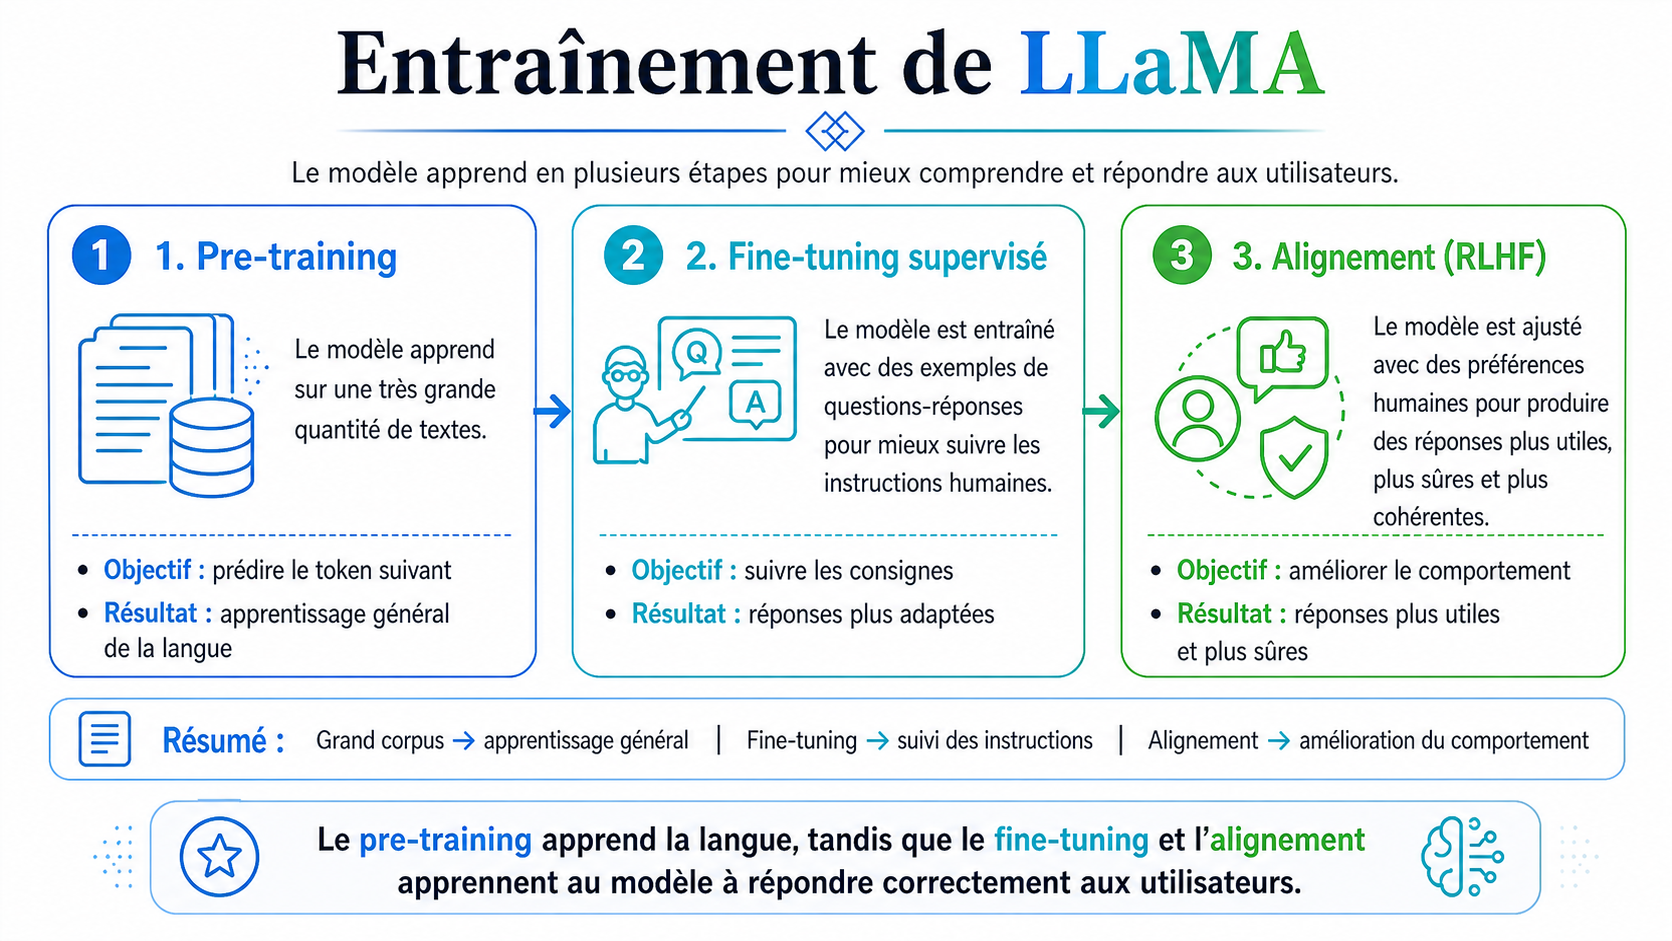 Entraînement de LLaMA
Le modèle apprend en plusieurs étapes pour mieux comprendre et répondre aux utilisateurs.
1 1. Pre-training
Le modèle apprend
sur une très grande
quantité de textes.
• Objectif : prédire le token suivant
• Résultat : apprentissage général
de la langue
2 2. Fine-tuning supervisé
Q
A
Le modèle est entraîné
avec des exemples de
questions-réponses
pour mieux suivre les
instructions humaines.
• Objectif : suivre les consignes
• Résultat : réponses plus adaptées
3 3. Alignement (RLHF)
Le modèle est ajusté
avec des préférences
humaines pour produire
des réponses plus utiles,
plus sûres et plus
cohérentes.
• Objectif : améliorer le comportement
• Résultat : réponses plus utiles
et plus sûres
Résumé : Grand corpus → apprentissage général | Fine-tuning → suivi des instructions | Alignement → amélioration du comportement
Le pre-training apprend la langue, tandis que le fine-tuning et l'alignement
apprennent au modèle à répondre correctement aux utilisateurs.